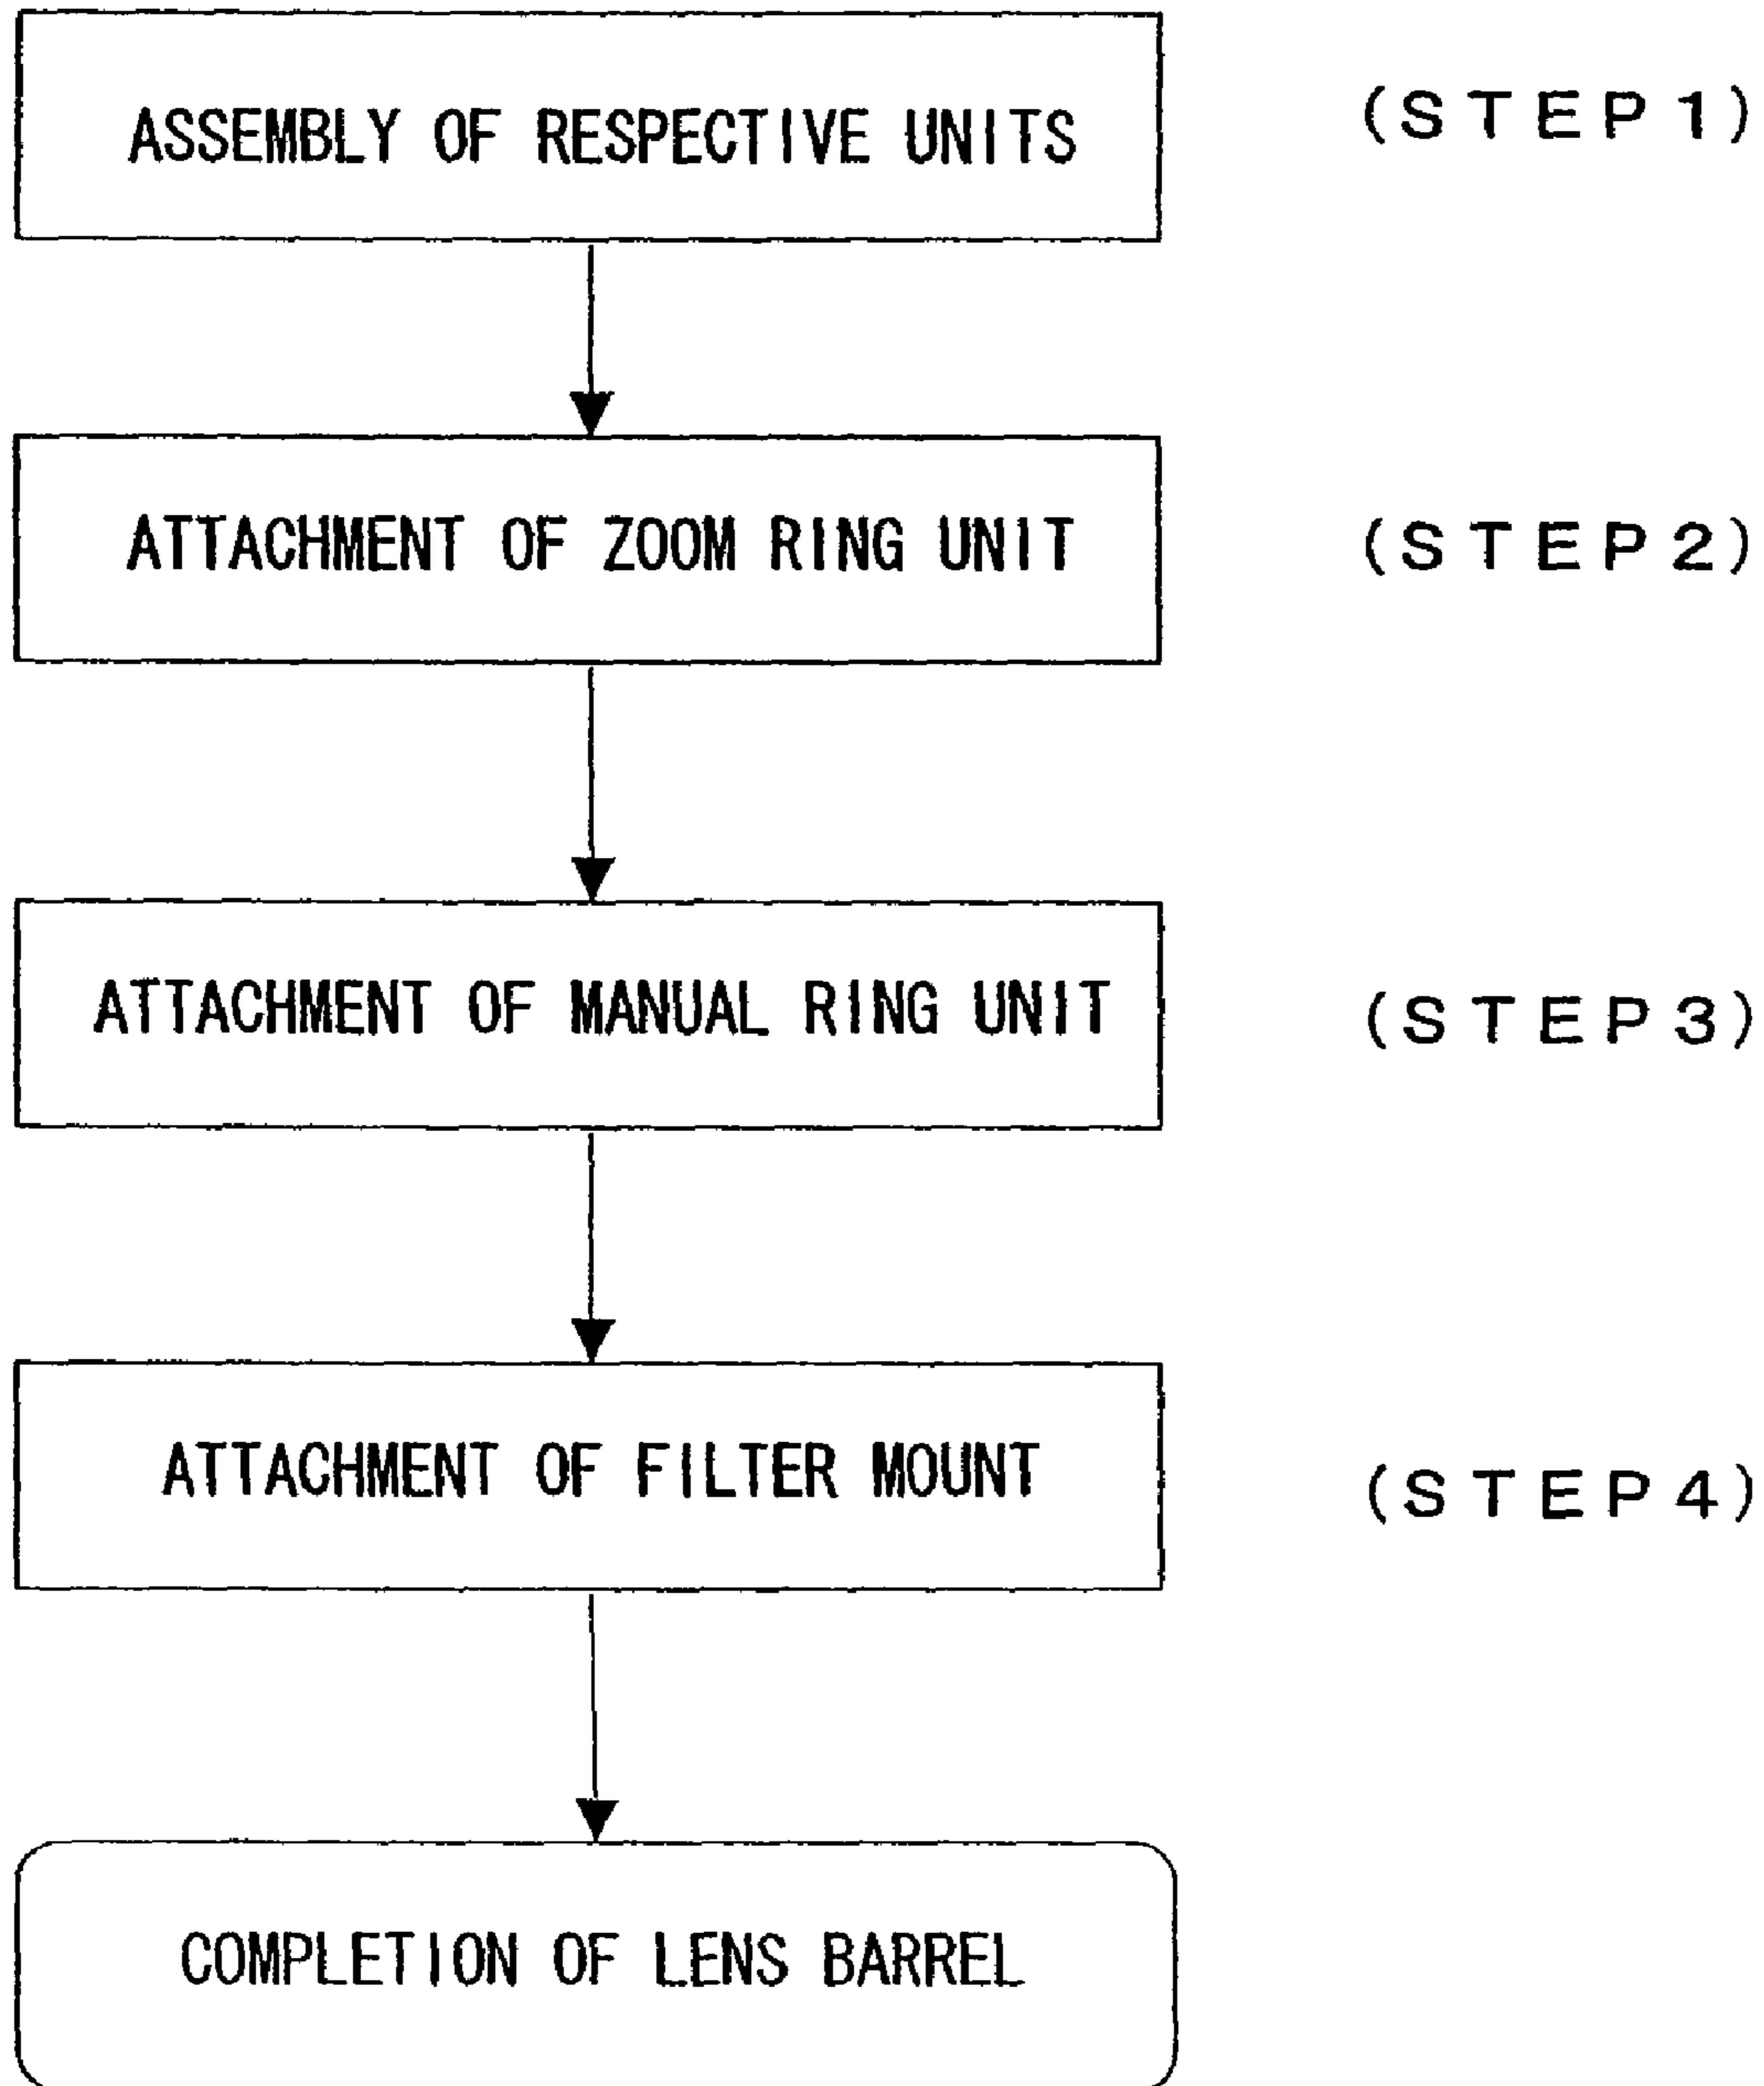 ASSEMBLY OF RESPECTIVE UNITS (STEP1)
ATTACHMENT OF ZOOM RING UNIT (STEP2)
ATTACHMENT OF MANUAL RING UNIT (STEP3)
ATTACHMENT OF FILTER MOUNT (STEP4)
COMPLETION OF LENS BARREL